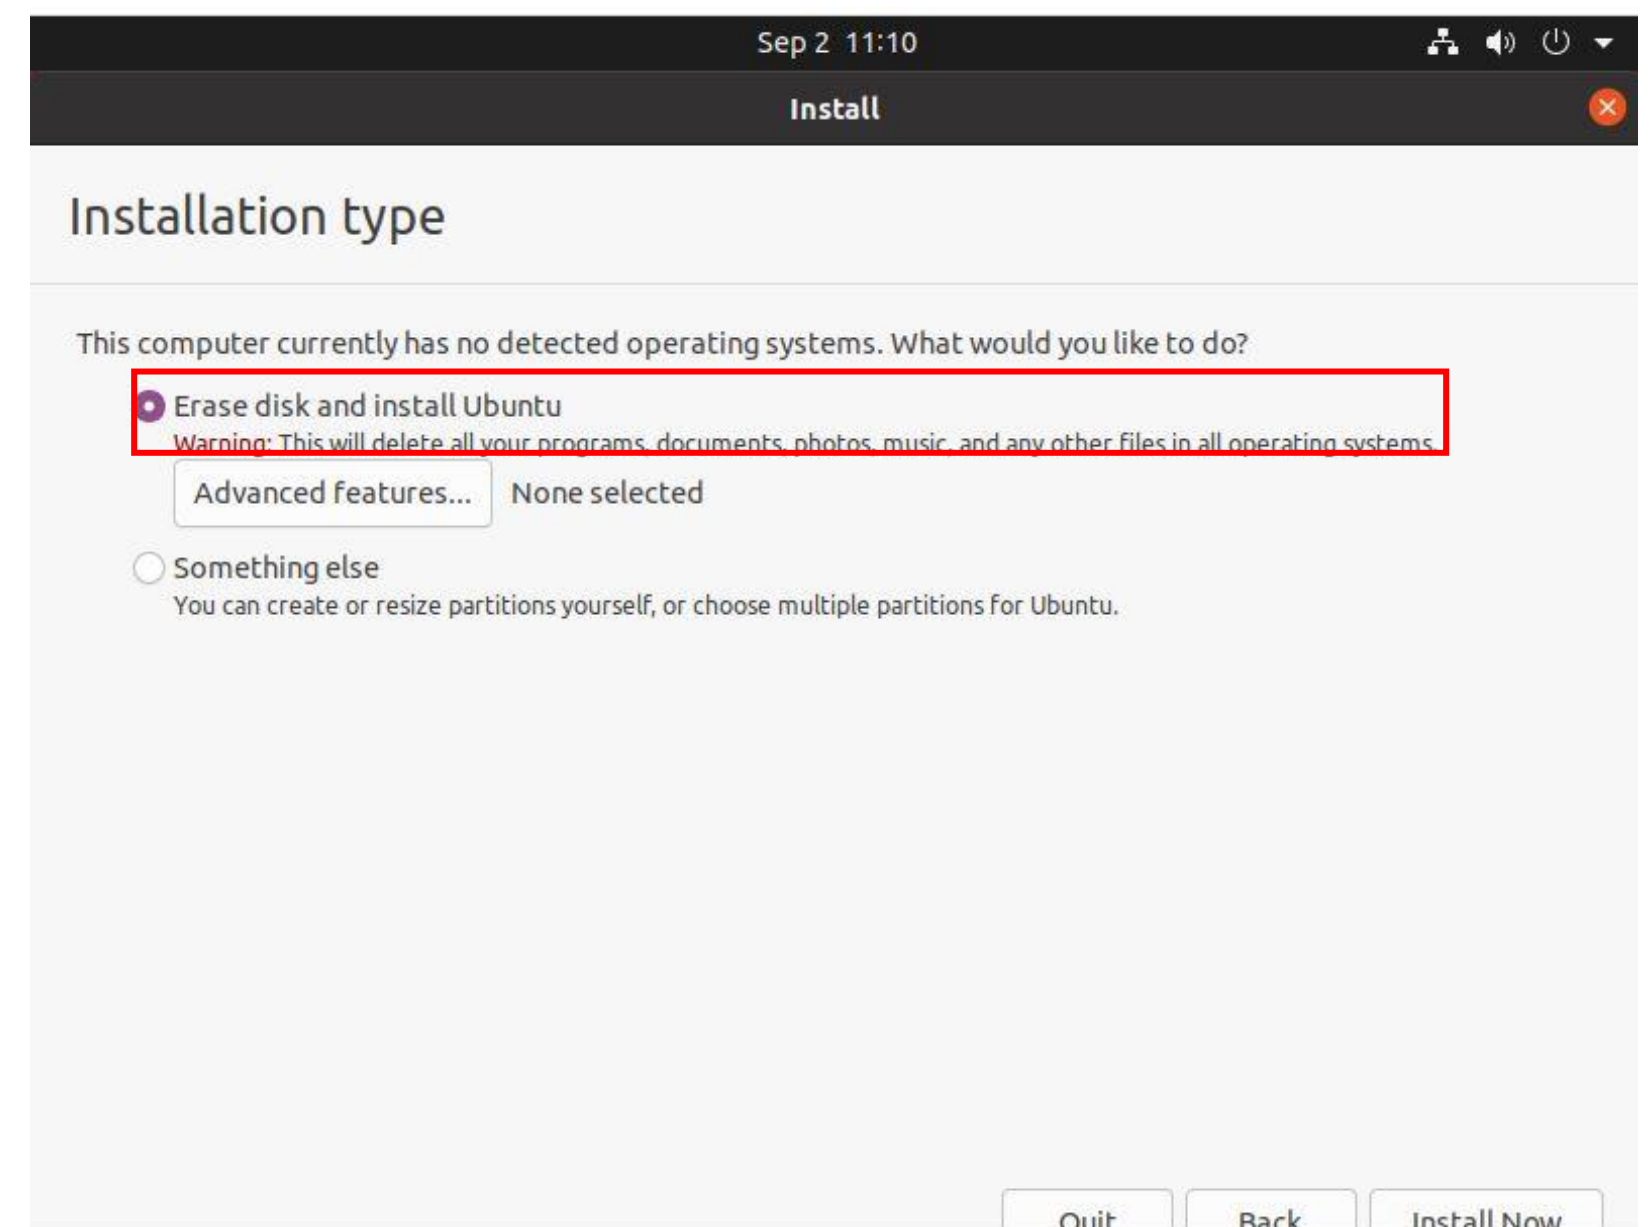 Sep 2 11:10
Install
Installation type
This computer currently has no detected operating systems. What would you like to do?
Erase disk and install Ubuntu
Warning: This will delete all your programs, documents, photos, music, and any other files in all operating systems.
Advanced features... None selected
Something else
You can create or resize partitions yourself, or choose multiple partitions for Ubuntu.
Quit Back Install Now